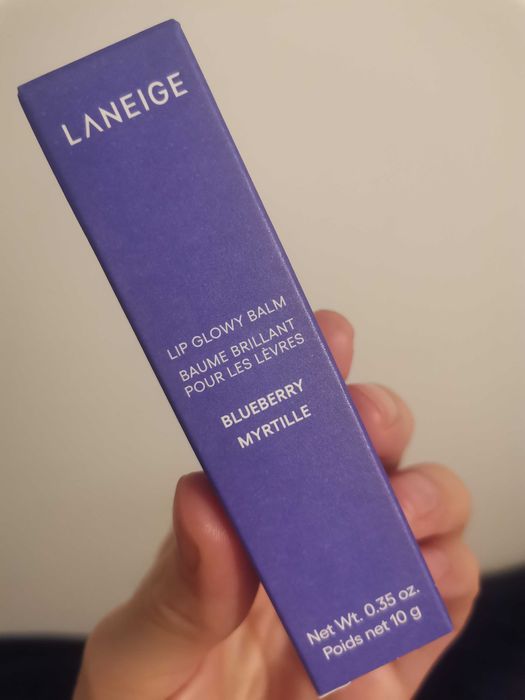 LANEIGE
LIP GLOWY BALM
BAUME BRILLANT
POUR LES LÈVRES
BLUEBERRY
MYRTILLE
Net Wt. 0.35 oz.
Poids net 10 g